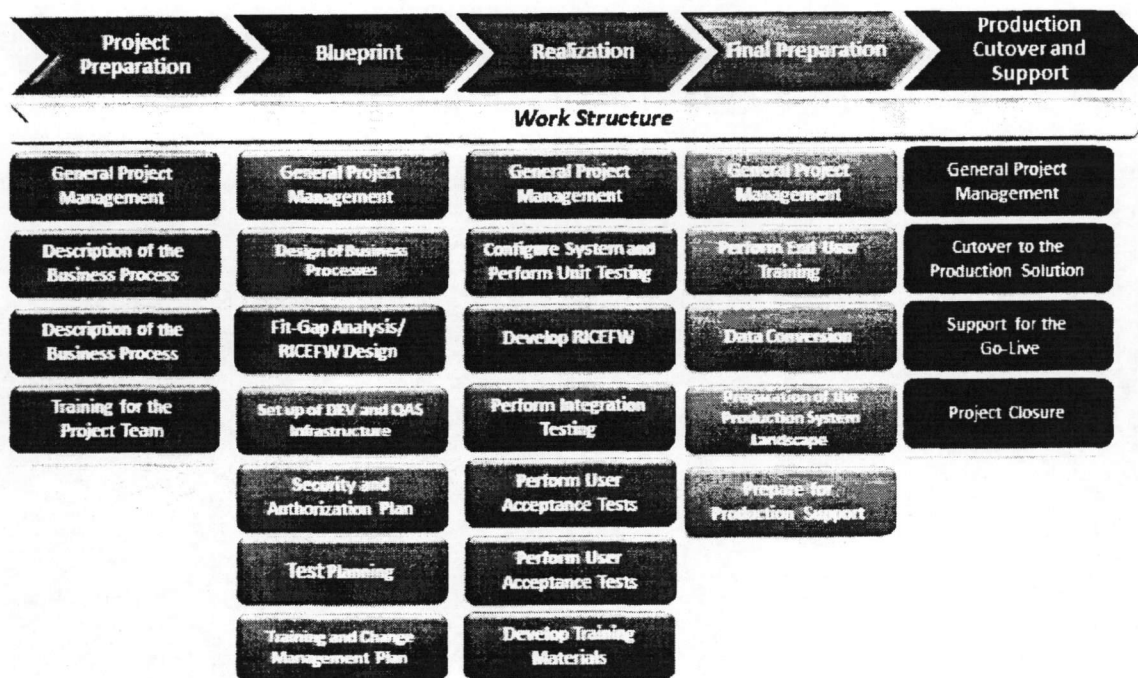 Project
Preparation
Blueprint
Realization
Final Preparation
Production
Cutover and
Support
Work Structure
General Project
Management
Description of the
Business Process
Description of the
Business Process
Training for the
Project Team
General Project
Management
Design of Business
Processes
Fit-Gap Analysis/
RICEFW Design
Set up of DEV and QAS
Infrastructure
Security and
Authorization Plan
Test Planning
Training and Change
Management Plan
General Project
Management
Configure System and
Perform Unit Testing
Develop RICEFW
Perform Integration
Testing
Perform User
Acceptance Tests
Perform User
Acceptance Tests
Develop Training
Materials
General Project
Management
Perform End User
Training
Data Conversion
Preparation of the
Production System
Landscape
Prepare for
Production Support
General Project
Management
Cutover to the
Production Solution
Support for the
Go-Live
Project Closure